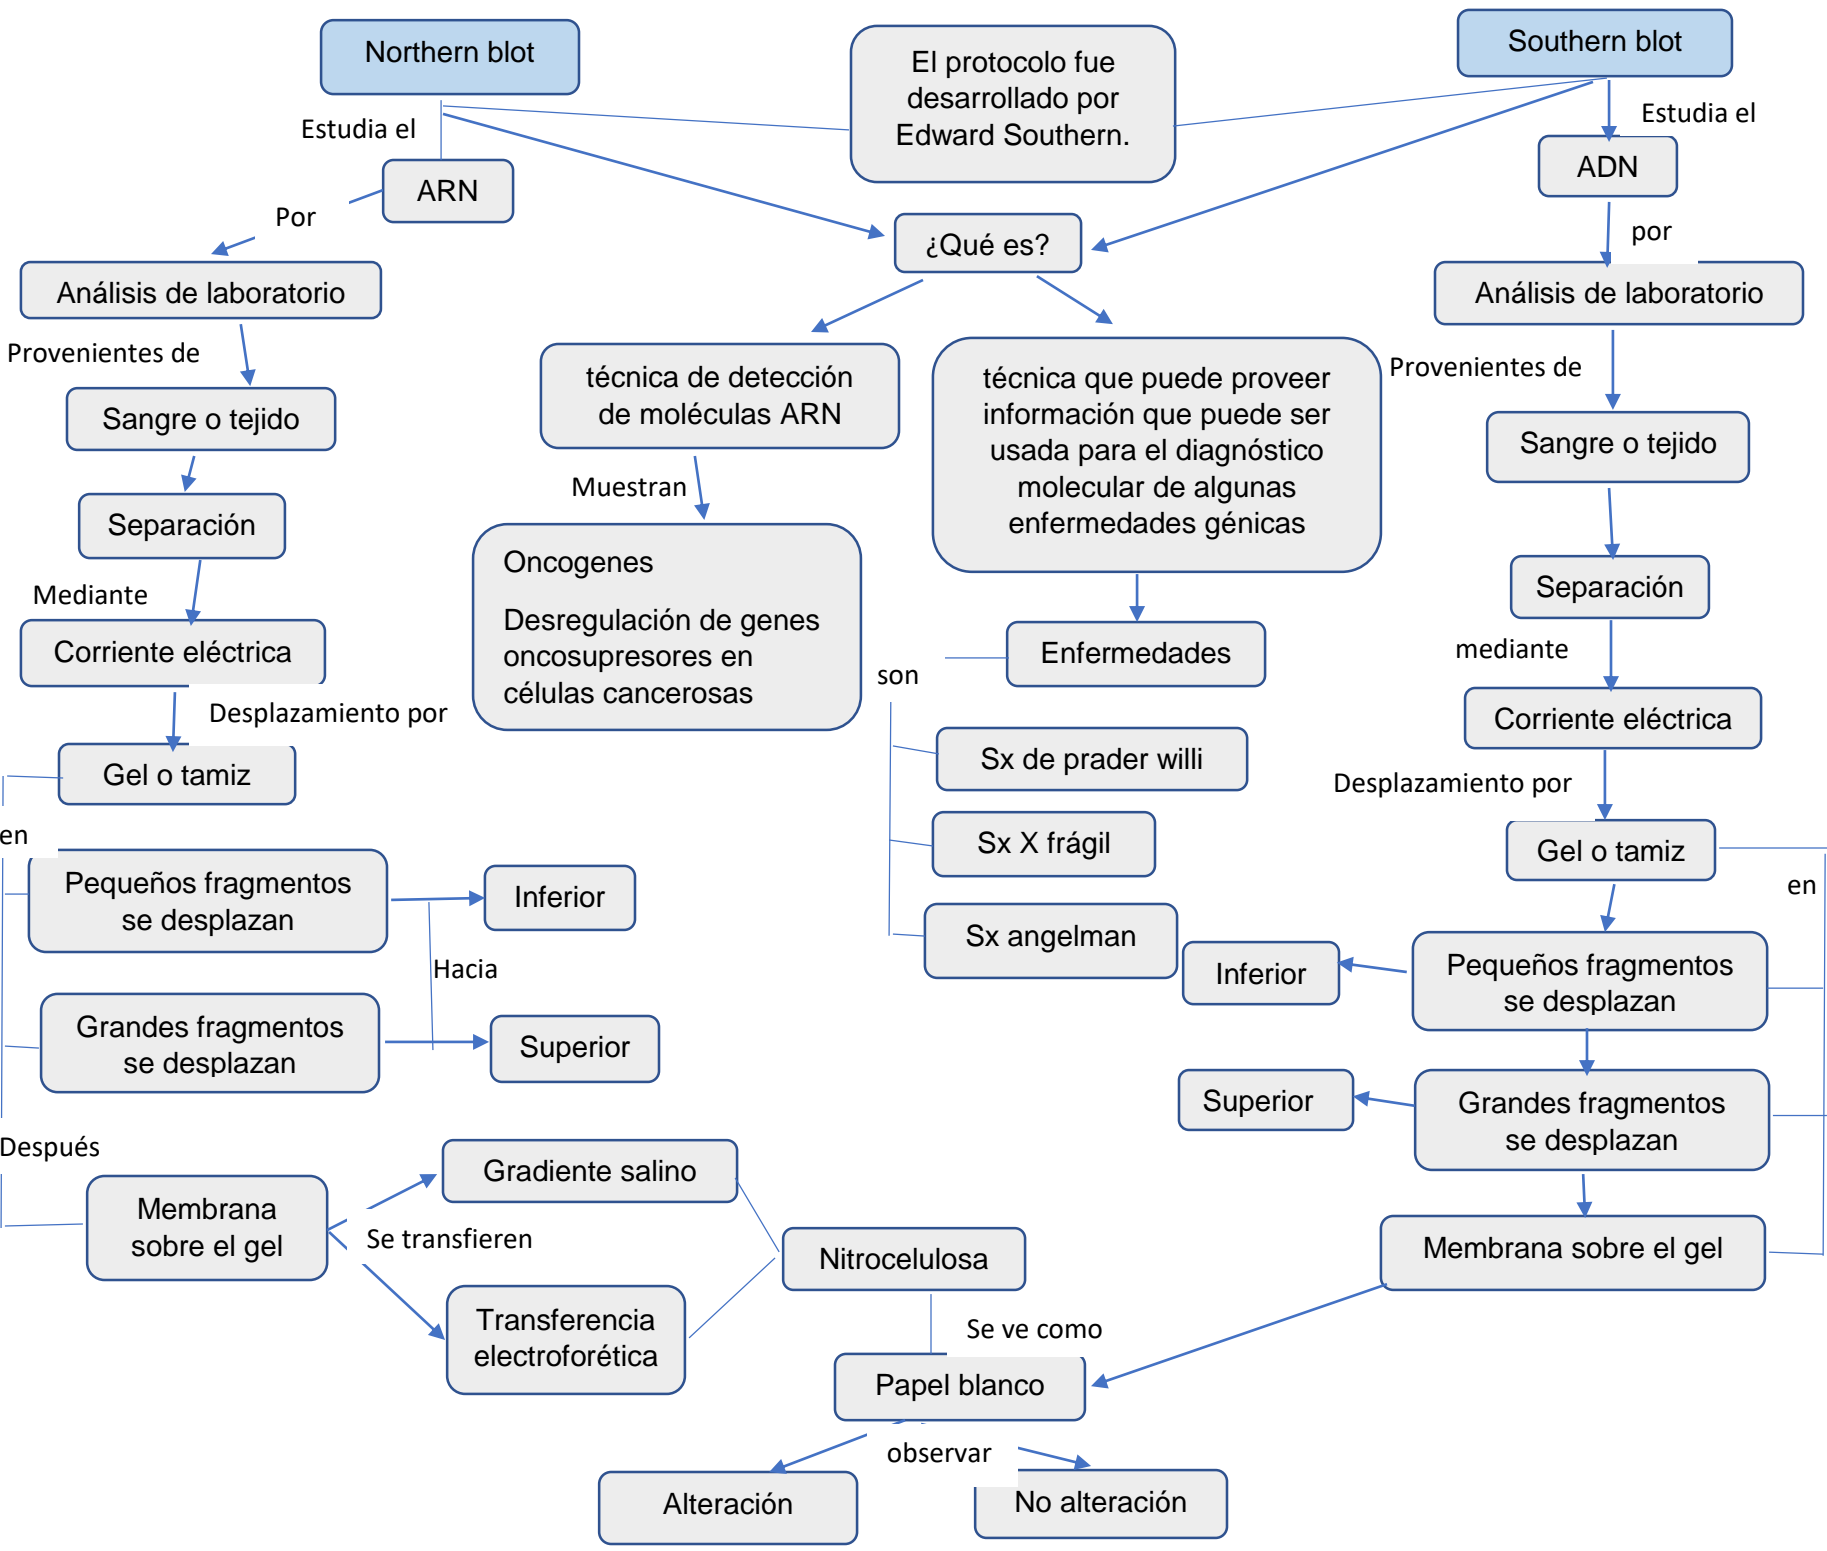 Northern blot
El protocolo fue
desarrollado por
Edward Southern.
Southern blot
Estudia el
Estudia el
ARN
ADN
Por
¿Qué es?
por
Análisis de laboratorio
Análisis de laboratorio
Provenientes de
técnica de detección
de moléculas ARN
técnica que puede proveer
información que puede ser
usada para el diagnóstico
molecular de algunas
enfermedades génicas
Provenientes de
Sangre o tejido
Sangre o tejido
Muestran
Separación
Oncogenes
Desregulación de genes
oncosupresores en
células cancerosas
Separación
Mediante
Corriente eléctrica
Enfermedades
mediante
son
Desplazamiento por
Corriente eléctrica
Gel o tamiz
Sx de prader willi
Desplazamiento por
en
Sx X frágil
Gel o tamiz
Pequeños fragmentos
se desplazan
Inferior
en
Sx angelman
Hacia
Inferior
Pequeños fragmentos
se desplazan
Grandes fragmentos
se desplazan
Superior
Superior
Grandes fragmentos
se desplazan
Después
Gradiente salino
Membrana
sobre el gel
Se transfieren
Nitrocelulosa
Membrana sobre el gel
Transferencia
electroforética
Se ve como
Papel blanco
observar
Alteración
No alteración